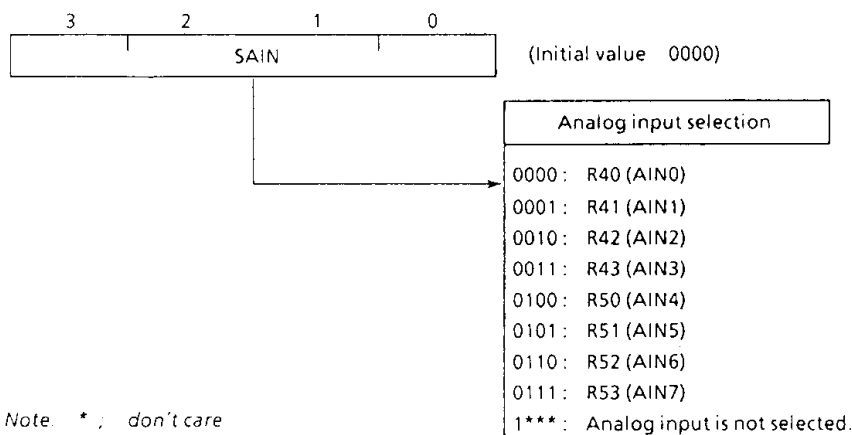 3 2 1 0
SAIN (Initial value 0000)
Analog input selection
0000 : R40 (AIN0)
0001 : R41 (AIN1)
0010 : R42 (AIN2)
0011 : R43 (AIN3)
0100 : R50 (AIN4)
0101 : R51 (AIN5)
0110 : R52 (AIN6)
0111 : R53 (AIN7)
1*** : Analog input is not selected.
Note. * ; don't care